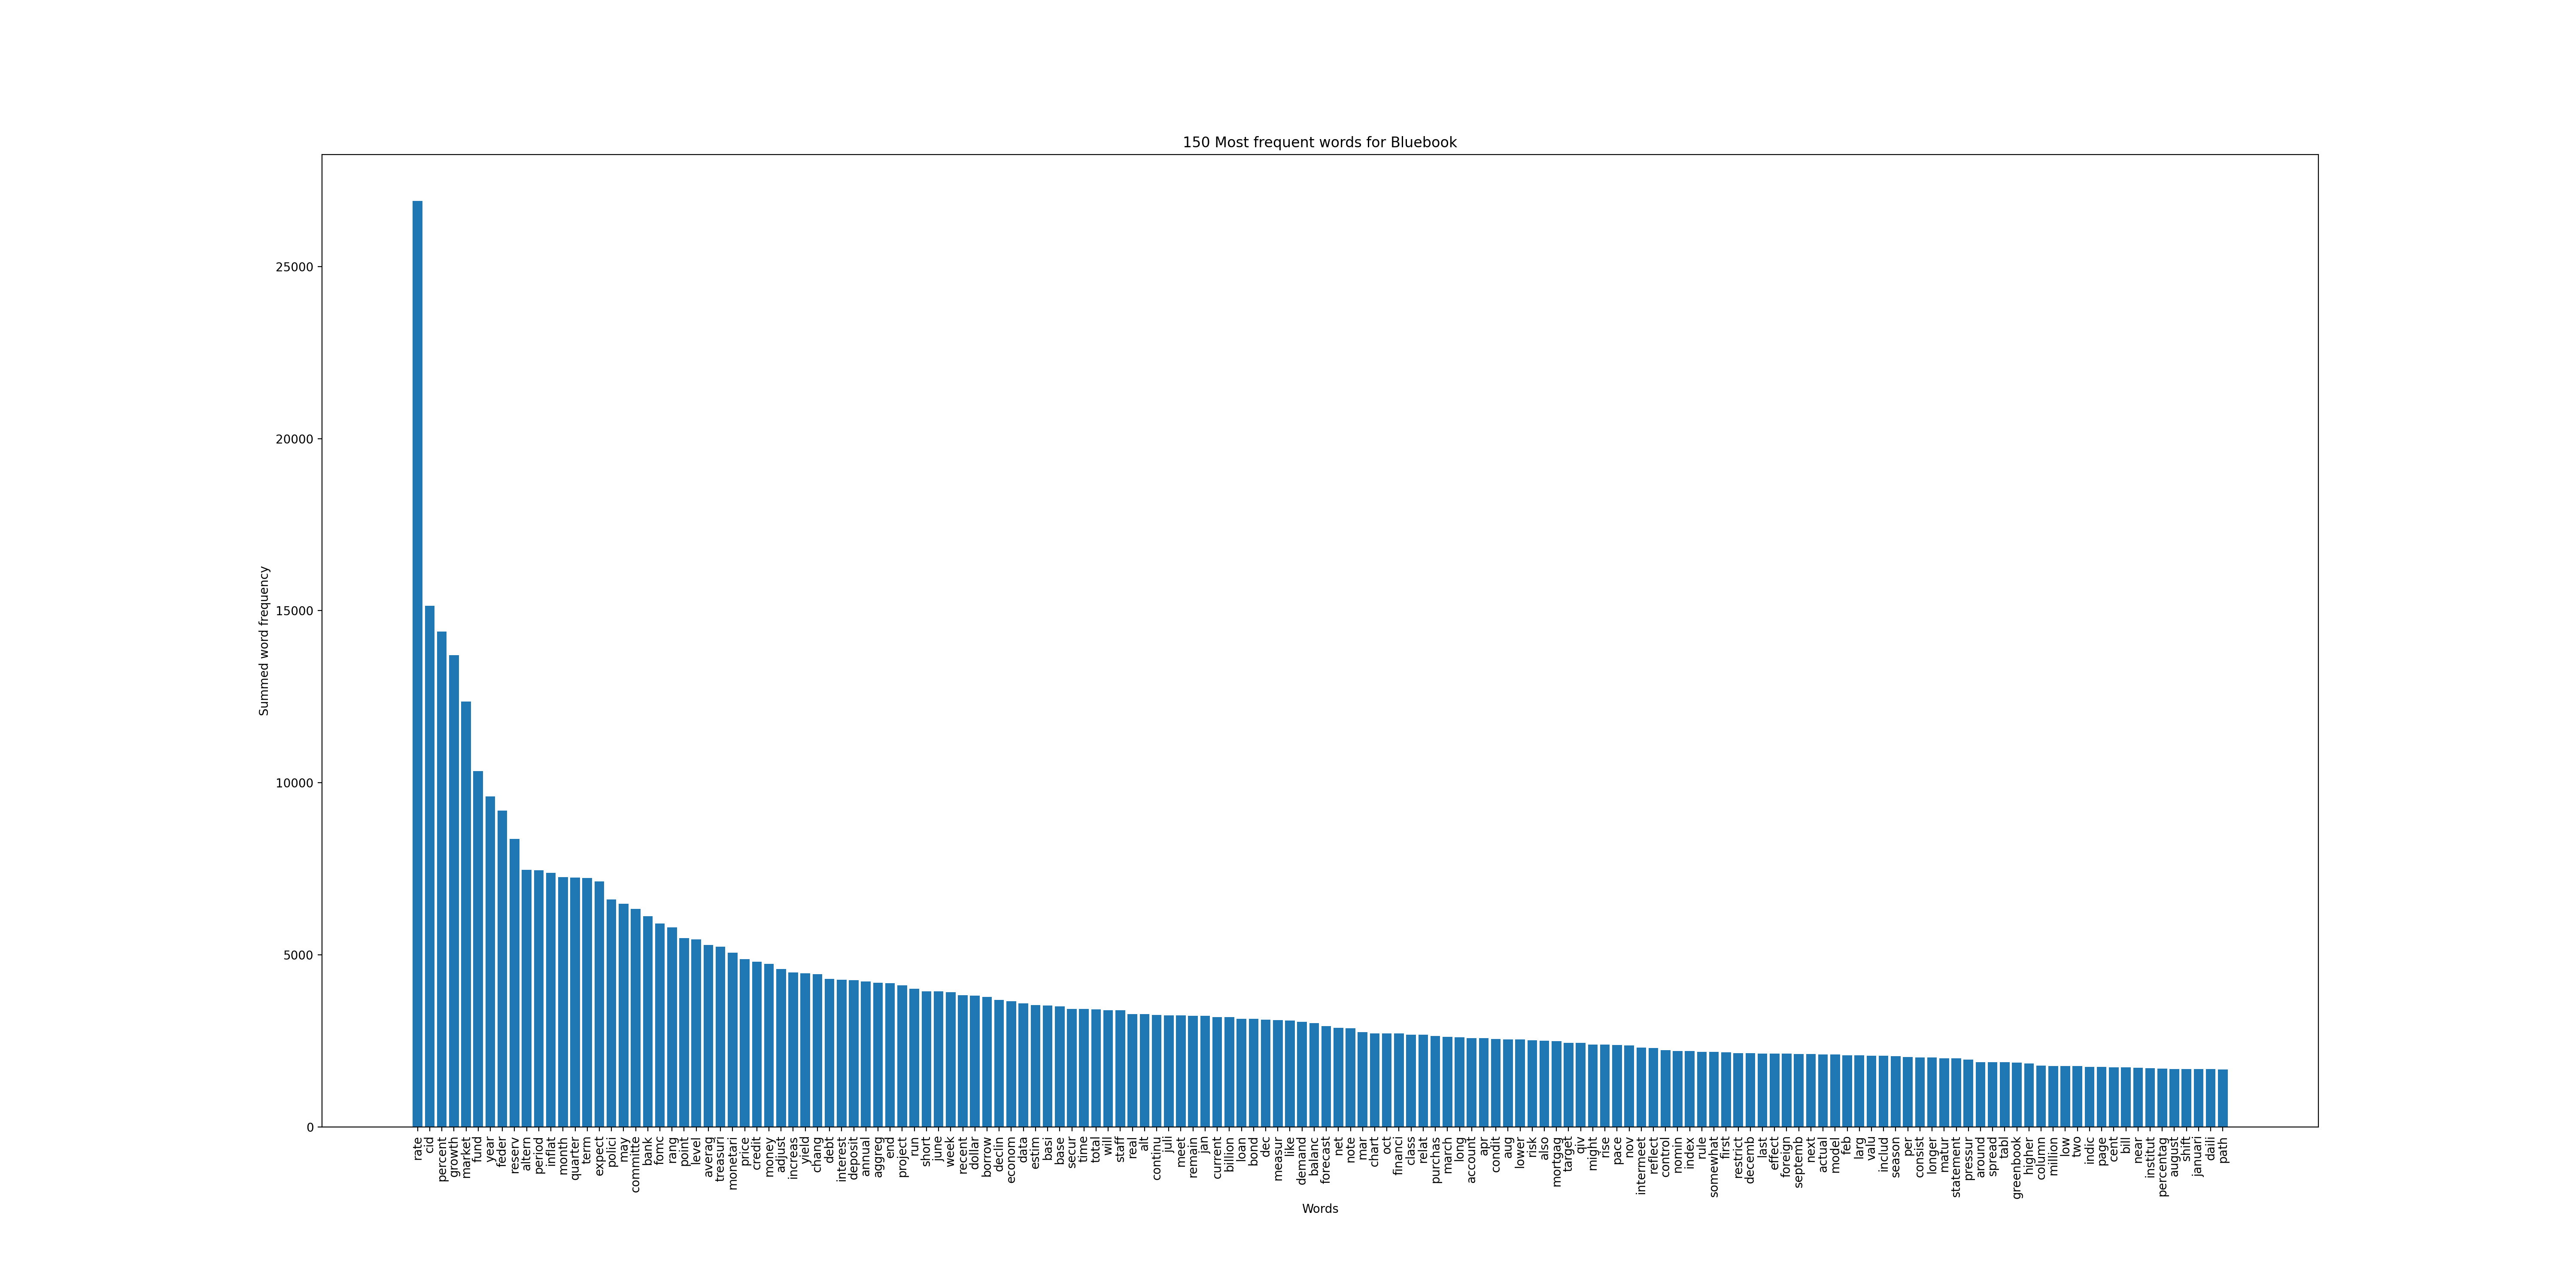 150 Most frequent words for Bluebook
25000
20000
15000
10000
5000
0
Summed word frequency
rate
cid
percent
growth
market
fund
year
feder
reserv
altern
period
inflat
month
quarter
term
expect
polici
may
committe
bank
fomc
rang
point
level
averag
treasuri
monetari
price
credit
money
adjust
increas
yield
chang
debt
interest
deposit
annual
aggreg
end
project
run
short
june
week
recent
dollar
borrow
declin
econom
data
estim
basi
base
secur
time
total
will
staff
real
alt
continu
juli
meet
remain
jan
current
billion
loan
bond
dec
measur
like
demand
balanc
forecast
net
note
mar
chart
oct
financi
class
relat
purchas
march
long
account
apr
condit
aug
lower
risk
also
mortgag
target
qiv
might
rise
pace
nov
intermeet
reflect
control
nomin
index
rule
somewhat
first
restrict
decemb
last
effect
foreign
septemb
next
actual
model
feb
larg
valu
includ
season
per
consist
longer
matur
statement
pressur
around
spread
tabl
greenbook
higher
column
million
low
two
indic
page
cent
bill
near
institut
percentag
august
shift
januari
daili
path
Words